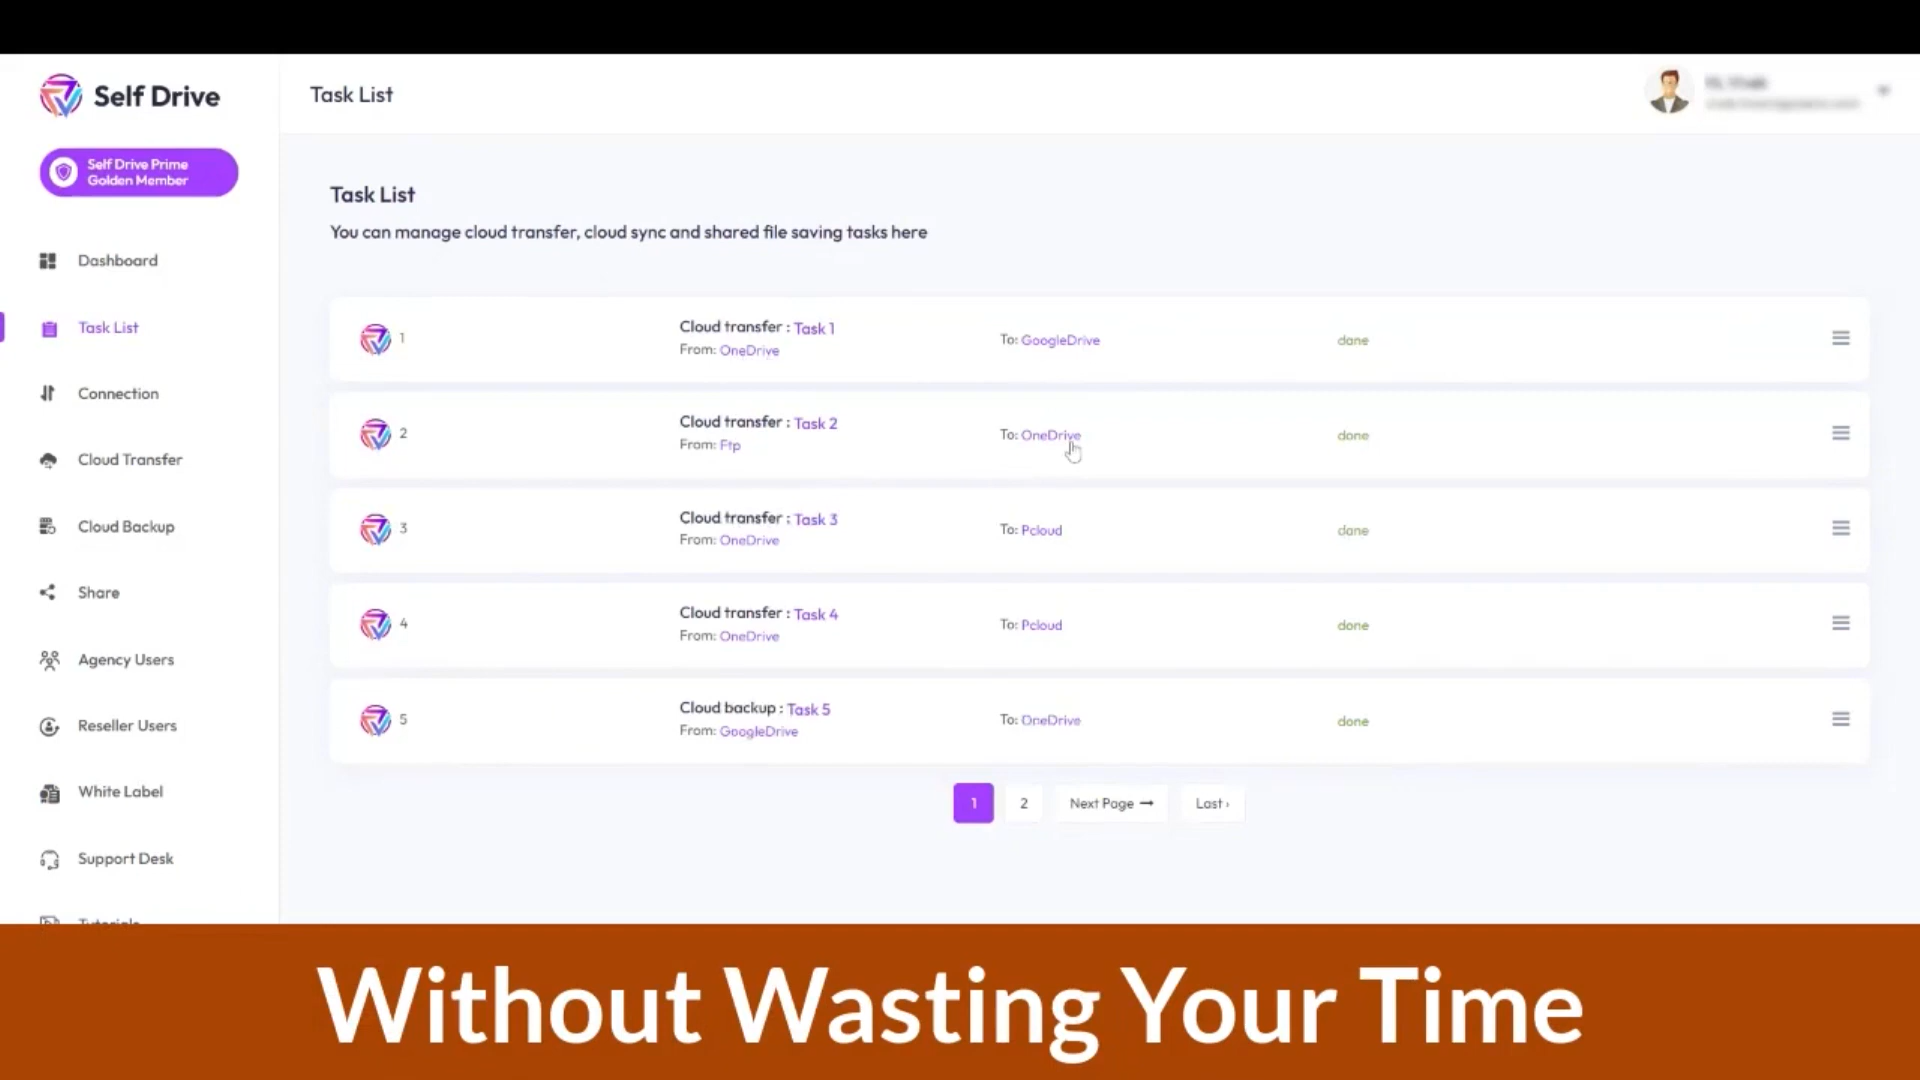 Self Drive
Task List
Self Drive Prime
Golden Member
Dashboard
Task List
Connection
Cloud Transfer
Cloud Backup
Share
Agency Users
Reseller Users
White Label
Support Desk
Tutorials
Task List
You can manage cloud transfer, cloud sync and shared file saving tasks here
1
Cloud transfer : Task 1
From: OneDrive
To: GoogleDrive
done
2
Cloud transfer : Task 2
From: Ftp
To: OneDrive
done
3
Cloud transfer : Task 3
From: OneDrive
To: Pcloud
done
4
Cloud transfer : Task 4
From: OneDrive
To: Pcloud
done
5
Cloud backup : Task 5
From: GoogleDrive
To: OneDrive
done
1 2 Next Page → Last ›
Without Wasting Your Time